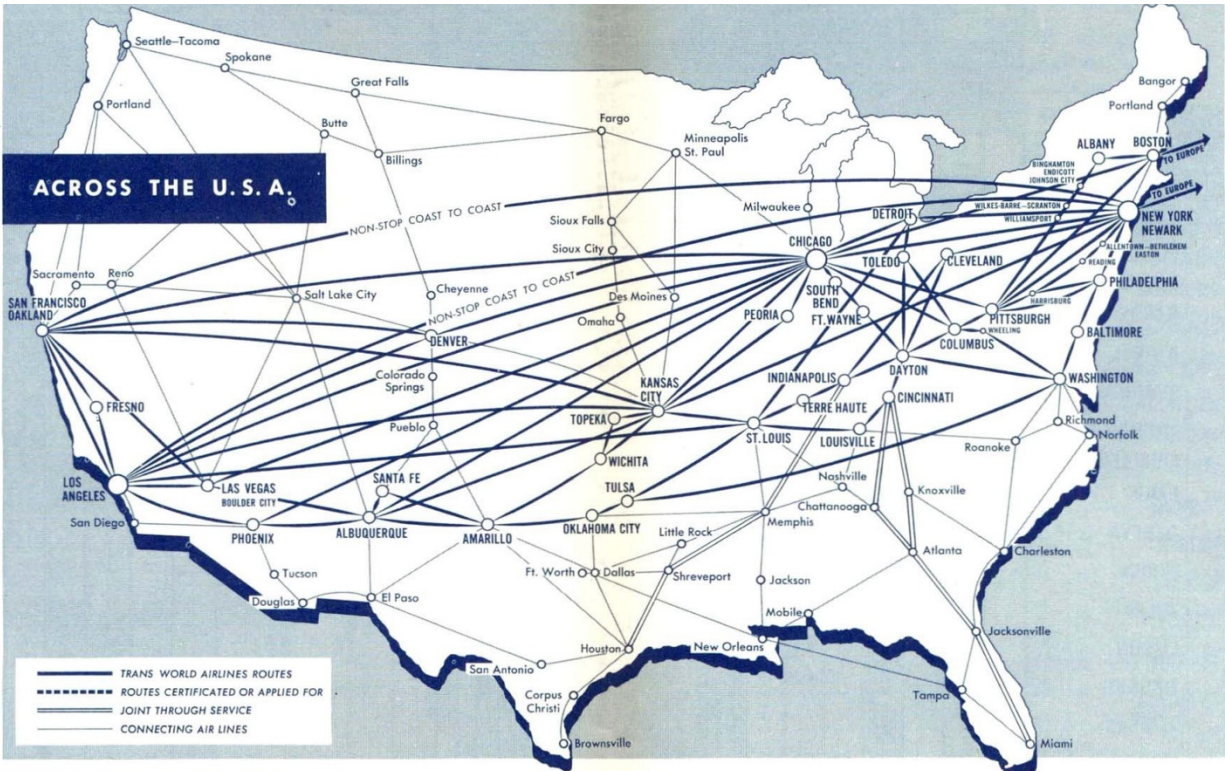 Seattle–Tacoma
Spokane
Great Falls
Bangor
Portland
Portland
Butte
Fargo
Minneapolis
St. Paul
Billings
ALBANY
BOSTON
TO EUROPE
BINGHAMTON
ENDICOTT
JOHNSON CITY
ACROSS THE U.S.A.
TO EUROPE
NON-STOP COAST TO COAST
Sioux Falls
Milwaukee
DETROIT
WILKES-BARRE–SCRANTON
WILLIAMSPORT
NEW YORK
NEWARK
Sioux City
CHICAGO
TOLEDO
CLEVELAND
ALLENTOWN–BETHLEHEM
EASTON
READING
Sacramento
Reno
Salt Lake City
Cheyenne
NON-STOP COAST TO COAST
Des Moines
SOUTH
BEND
PHILADELPHIA
SAN FRANCISCO
OAKLAND
HARRISBURG
Omaha
PEORIA
FT. WAYNE
PITTSBURGH
DENVER
COLUMBUS
WHEELING
BALTIMORE
Colorado
Springs
KANSAS
CITY
INDIANAPOLIS
DAYTON
WASHINGTON
FRESNO
TOPEKA
TERRE HAUTE
CINCINNATI
Pueblo
ST. LOUIS
LOUISVILLE
Richmond
Norfolk
Roanoke
WICHITA
LOS
ANGELES
LAS VEGAS
BOULDER CITY
SANTA FE
TULSA
Nashville
Knoxville
San Diego
PHOENIX
ALBUQUERQUE
AMARILLO
OKLAHOMA CITY
Memphis
Chattanooga
Little Rock
Atlanta
Charleston
Tucson
Ft. Worth
Dallas
Shreveport
Jackson
Douglas
El Paso
Mobile
Jacksonville
Houston
New Orleans
San Antonio
Tampa
Corpus
Christi
Brownsville
Miami
TRANS WORLD AIRLINES ROUTES
ROUTES CERTIFICATED OR APPLIED FOR
JOINT THROUGH SERVICE
CONNECTING AIR LINES